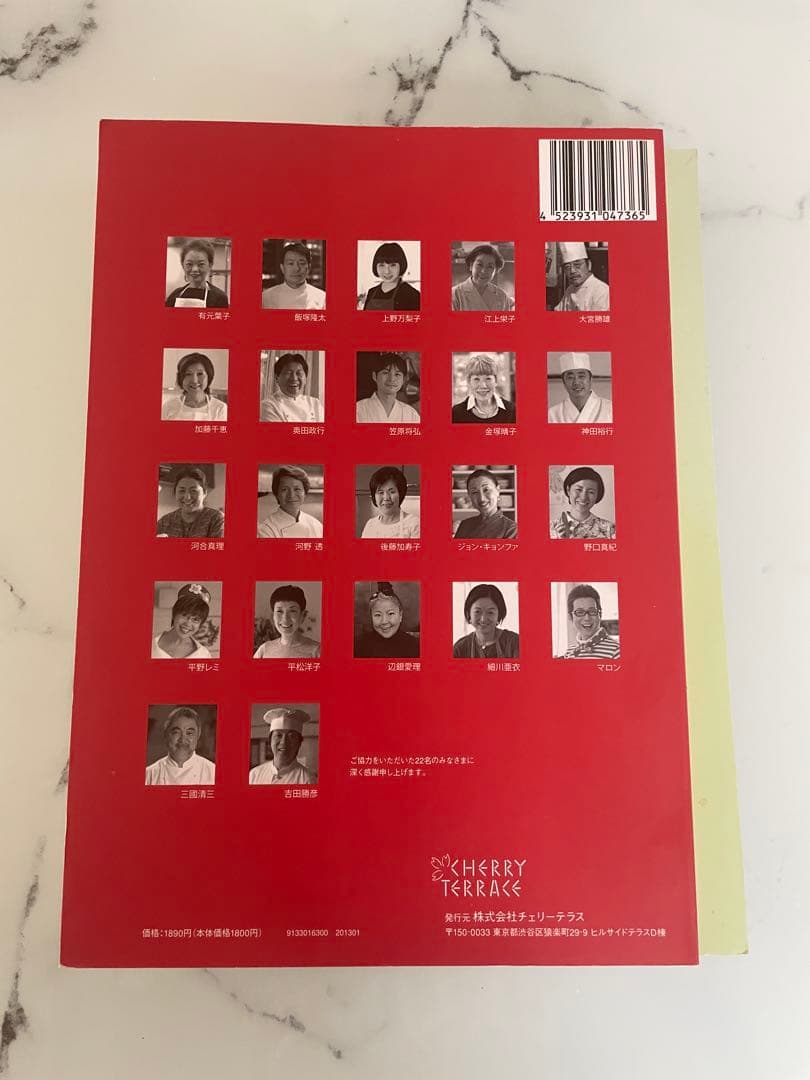 4 523931 047365
有元葉子
飯塚隆太
上野万梨子
江上栄子
大宮勝雄
加藤千恵
奥田政行
笠原将弘
金塚晴子
神田裕行
河合真理
河野 透
後藤加寿子
ジョン・キョンファ
野口真紀
平野レミ
平松洋子
辺銀愛理
細川亜衣
マロン
三國清三
吉田勝彦
ご協力をいただいた22名のみなさまに
深く感謝申し上げます。
CHERRY
TERRACE
発行元 株式会社チェリーテラス
価格：1890円（本体価格1800円） 9133016300 201301
〒150-0033 東京都渋谷区猿楽町29-9 ヒルサイドテラスD棟